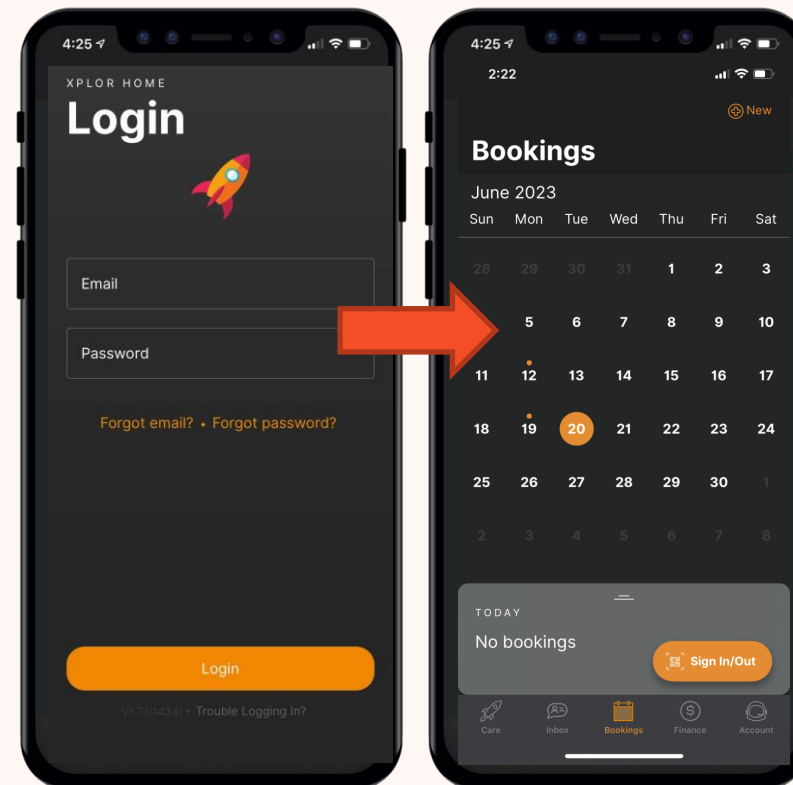 4:25
XPLOR HOME
Login
Email
Password
Forgot email? • Forgot password?
Login
Trouble Logging In?
4:25
2:22
New
Bookings
June 2023
Sun Mon Tue Wed Thu Fri Sat
28 29 30 31 1 2 3
5 6 7 8 9 10
11 12 13 14 15 16 17
18 19 20 21 22 23 24
25 26 27 28 29 30 1
2 3 4 5 6 7 8
TODAY
No bookings
Sign In/Out
Care Inbox Bookings Finance Account